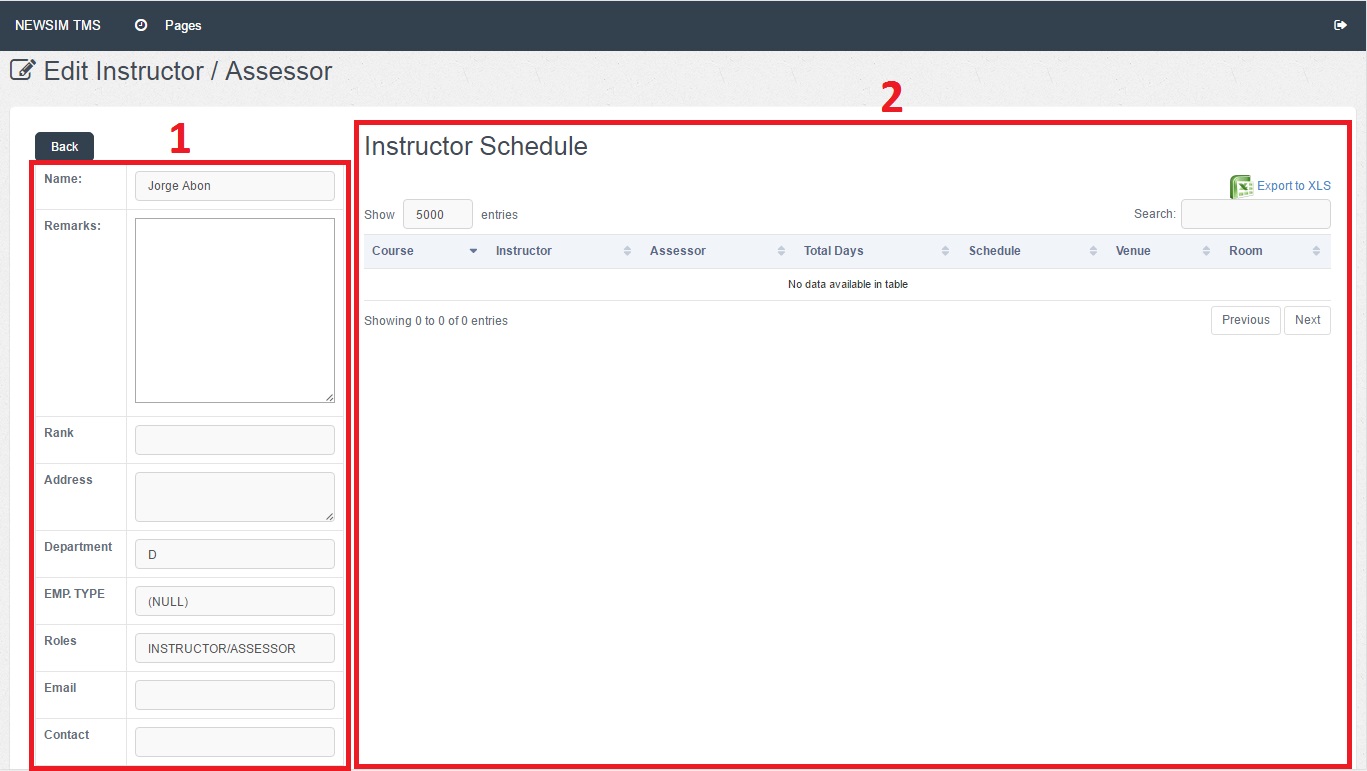 NEWSIM TMS Pages
Edit Instructor / Assessor
1
2
Back
Name: Jorge Abon
Remarks:
Rank
Address
Department D
EMP. TYPE (NULL)
Roles INSTRUCTOR/ASSESSOR
Email
Contact
Instructor Schedule
Export to XLS
Show 5000 entries Search:
Course Instructor Assessor Total Days Schedule Venue Room
No data available in table
Showing 0 to 0 of 0 entries Previous Next